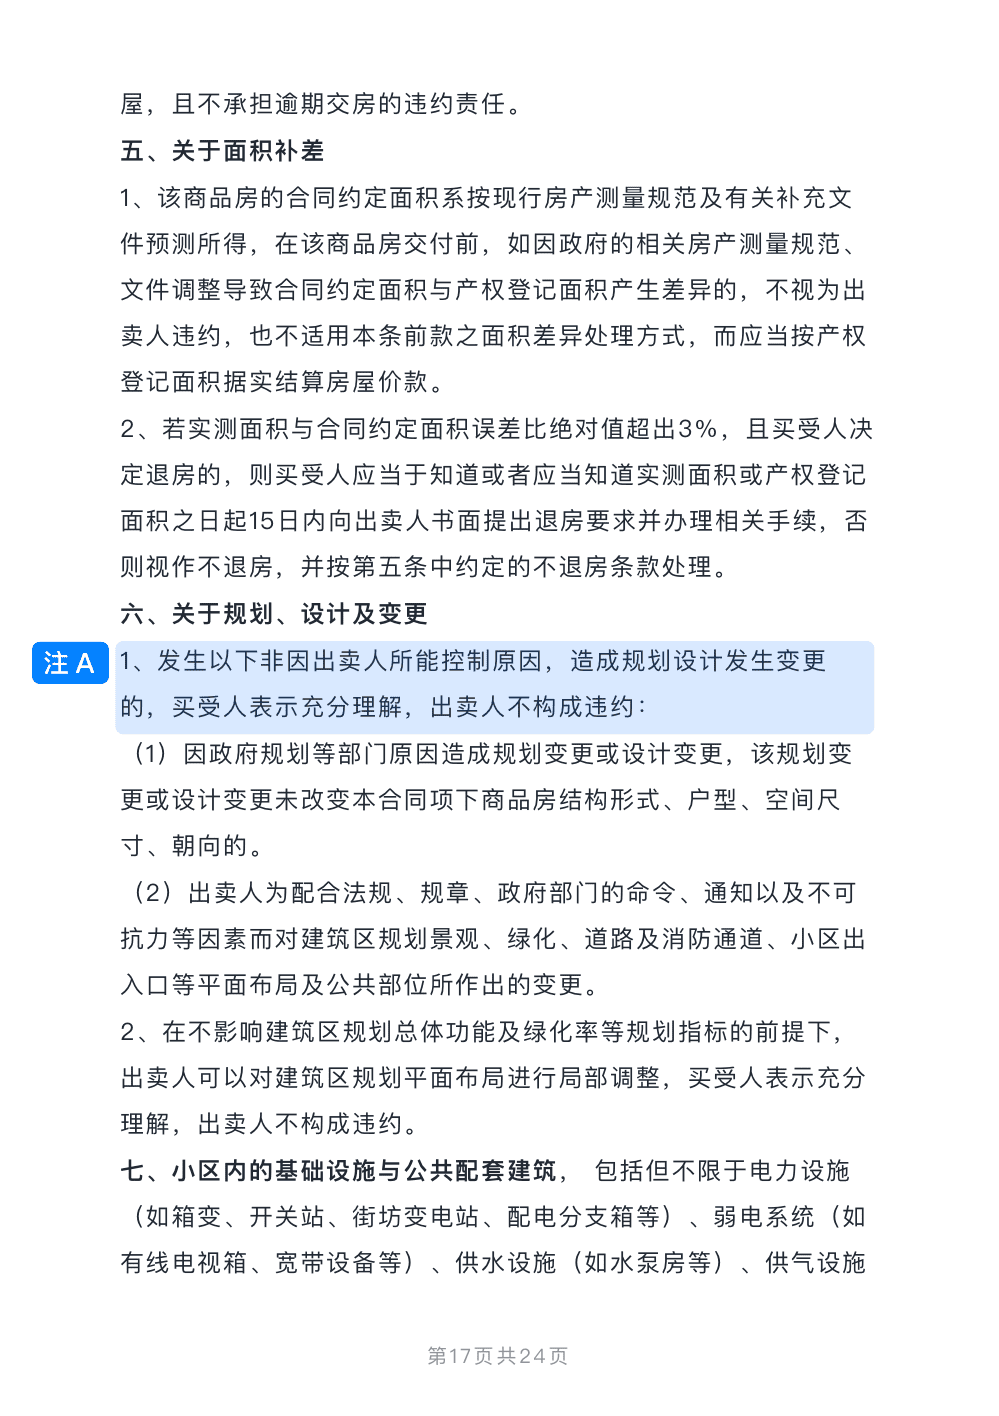 屋，且不承担逾期交房的违约责任。
五、关于面积补差
1、该商品房的合同约定面积系按现行房产测量规范及有关补充文
件预测所得，在该商品房交付前，如因政府的相关房产测量规范、
文件调整导致合同约定面积与产权登记面积产生差异的，不视为出
卖人违约，也不适用本条前款之面积差异处理方式，而应当按产权
登记面积据实结算房屋价款。
2、若实测面积与合同约定面积误差比绝对值超出3%，且买受人决
定退房的，则买受人应当于知道或者应当知道实测面积或产权登记
面积之日起15日内向出卖人书面提出退房要求并办理相关手续，否
则视作不退房，并按第五条中约定的不退房条款处理。
六、关于规划、设计及变更
注 A
1、发生以下非因出卖人所能控制原因，造成规划设计发生变更
的，买受人表示充分理解，出卖人不构成违约：
（1）因政府规划等部门原因造成规划变更或设计变更，该规划变
更或设计变更未改变本合同项下商品房结构形式、户型、空间尺
寸、朝向的。
（2）出卖人为配合法规、规章、政府部门的命令、通知以及不可
抗力等因素而对建筑区规划景观、绿化、道路及消防通道、小区出
入口等平面布局及公共部位所作出的变更。
2、在不影响建筑区规划总体功能及绿化率等规划指标的前提下，
出卖人可以对建筑区规划平面布局进行局部调整，买受人表示充分
理解，出卖人不构成违约。
七、小区内的基础设施与公共配套建筑， 包括但不限于电力设施
（如箱变、开关站、街坊变电站、配电分支箱等）、弱电系统（如
有线电视箱、宽带设备等）、供水设施（如水泵房等）、供气设施
第17页共24页